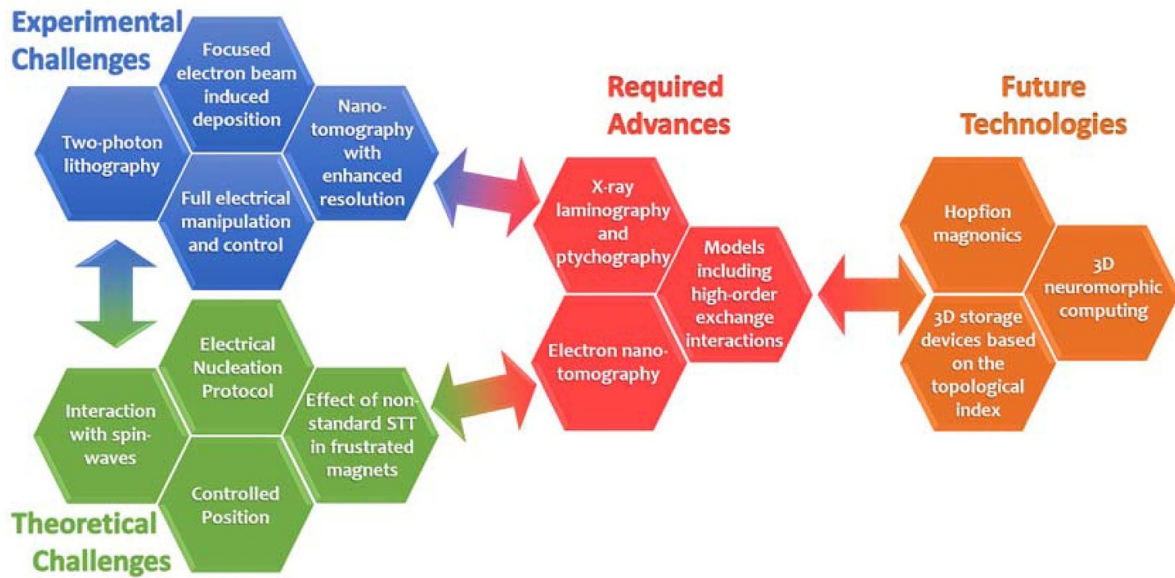 Experimental
Challenges
Focused
electron beam
induced
deposition
Two-photon
lithography
Nano-
tomography
with
enhanced
resolution
Full electrical
manipulation
and control
Electrical
Nucleation
Protocol
Interaction
with spin-
waves
Effect of non-
standard STT
in frustrated
magnets
Controlled
Position
Theoretical
Challenges
Required
Advances
X-ray
laminography
and
ptychography
Models
including
high-order
exchange
interactions
Electron nano-
tomography
Future
Technologies
Hopfion
magnonics
3D
neuromorphic
computing
3D storage
devices based
on the
topological
index